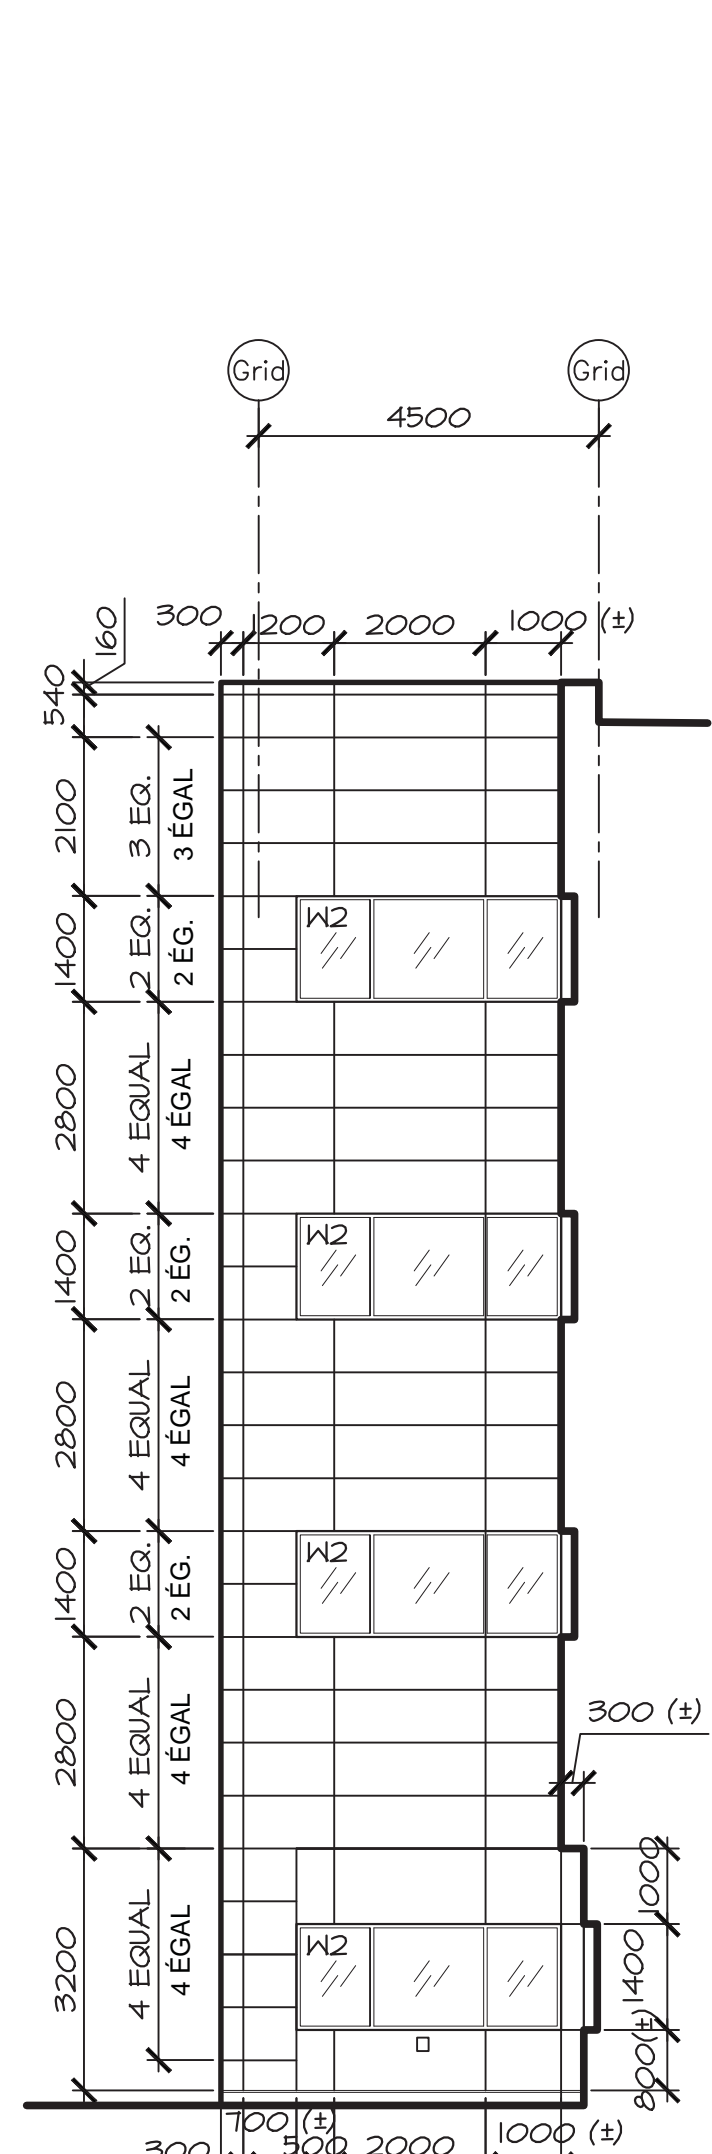 Grid Grid
4500
300 1200 2000 1000 (±)
160
540
2100 3 EQ. 3 ÉGAL
1400 2 EQ. 2 ÉG. W2
2800 4 EQUAL 4 ÉGAL
1400 2 EQ. 2 ÉG. W2
2800 4 EQUAL 4 ÉGAL
1400 2 EQ. 2 ÉG. W2
2800 4 EQUAL 4 ÉGAL
300 (±)
3200 4 EQUAL 4 ÉGAL W2
1000
1400
800(±)
700 (±)
300 500 2000 1000 (±)